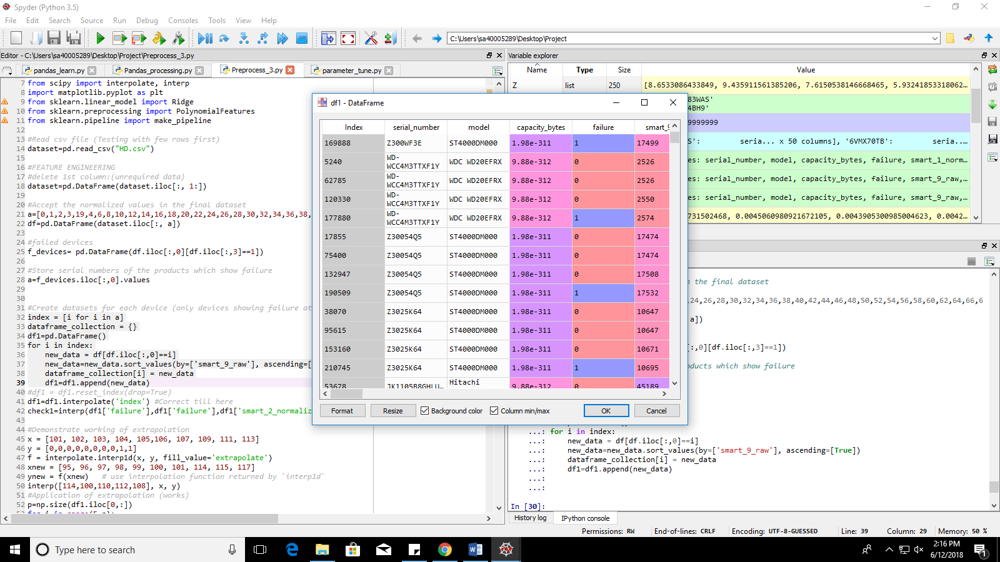 Spyder (Python 3.5)
File Edit Search Source Run Debug Consoles Tools View Help
C:\Users\sa40005289\Desktop\Project
Editor - C:\Users\sa40005289\Desktop\Project\Preprocess_3.py
pandas_learn.py Pandas_processing.py Preprocess_3.py parameter_tune.py
7 from scipy import interpolate, interp
8 import matplotlib.pyplot as plt
9 from sklearn.linear_model import Ridge
10 from sklearn.preprocessing import PolynomialFeatures
11 from sklearn.pipeline import make_pipeline
12
13 #Read csv file (Testing with few rows first)
14 dataset=pd.read_csv("HD.csv")
15
16 #FEATURE ENGINEERING
17 #delete 1st column:(unrequired data)
18 dataset=pd.DataFrame(dataset.iloc[:, 1:])
19
20 #Accept the normalized values in the final dataset
21 a=[0,1,2,3,19,4,6,8,10,12,14,16,18,20,22,24,26,28,30,32,34,36,38,
22 df=pd.DataFrame(dataset.iloc[:, a])
23
24 #failed devices
25 f_devices= pd.DataFrame(df.iloc[:,0][df.iloc[:,3]==1])
26
27 #Store serial numbers of the products which show failure
28 a=f_devices.iloc[:,0].values
29
30
31 #Create datasets for each device (only devices showing failure at
32 index = [i for i in a]
33 dataframe_collection = {}
34 df1=pd.DataFrame()
35 for i in index:
36 new_data = df[df.iloc[:,0]==i]
37 new_data=new_data.sort_values(by=['smart_9_raw'], ascending=[
38 dataframe_collection[i] = new_data
39 df1=df1.append(new_data)
40 #df1 = df1.reset_index(drop=True)
41 df1=df1.interpolate('index') #Correct till here
42 check1=interp(df1['failure'],df1['failure'],df1['smart_2_normaliz
43
44 #Demonstrate working of extrapolation
45 x = [101, 102, 103, 104, 105,106, 107, 109, 111, 113]
46 y = [0,0,0,0,0,0,0,0,1,1]
47 f = interpolate.interp1d(x, y, fill_value='extrapolate')
48 xnew = [95, 96, 97, 98, 99, 100, 101, 114, 115, 117]
49 ynew = f(xnew) # use interpolation function returned by `interp1d`
50 interp([114,100,110,112,108], x, y)
51 #Application of extrapolation (works)
52 p=np.size(df1.iloc[0,:])
Variable explorer
Name Type Size Value
Z list 250 [8.6533086433849, 9.435911561385206, 7.6150538146668465, 5.93241853318062...
83WAS'
4BH9'
9999999
S': seria... x 50 columns], '6VMX70TB': seria...
es: serial_number, model, capacity_bytes, failure, smart_1_norm...
es: serial_number, model, capacity_bytes, failure, smart_9_raw,...
es: serial_number, model, capacity_bytes, failure, smart_9_raw,...
731502468, 0.0045060980921672105, 0.0043905300985004623, 0.0042...
df1 - DataFrame
Index serial_number model capacity_bytes failure smart_9
169888 Z300WF3E ST4000DM000 1.98e-311 1 17499
5240 WD-WCC4M3TTXF1Y WDC WD20EFRX 9.88e-312 0 2526
62785 WD-WCC4M3TTXF1Y WDC WD20EFRX 9.88e-312 0 2526
120330 WD-WCC4M3TTXF1Y WDC WD20EFRX 9.88e-312 0 2550
177880 WD-WCC4M3TTXF1Y WDC WD20EFRX 9.88e-312 1 2574
17855 Z30054Q5 ST4000DM000 1.98e-311 0 17474
75400 Z30054Q5 ST4000DM000 1.98e-311 0 17474
132947 Z30054Q5 ST4000DM000 1.98e-311 0 17508
190509 Z30054Q5 ST4000DM000 1.98e-311 1 17532
38070 Z3025K64 ST4000DM000 1.98e-311 0 10647
95615 Z3025K64 ST4000DM000 1.98e-311 0 10647
153160 Z3025K64 ST4000DM000 1.98e-311 0 10671
210745 Z3025K64 ST4000DM000 1.98e-311 1 10695
53678 JK1105B8GHLU... Hitachi 9.88e-312 0 45189
Format Resize Background color Column min/max OK Cancel
n the final dataset
,24,26,28,30,32,34,36,38,40,42,44,46,48,50,52,54,56,58,60,62,64,66,6
a])
[:,0][df.iloc[:,3]==1])
oducts which show failure
...: for i in index:
...: new_data = df[df.iloc[:,0]==i]
...: new_data=new_data.sort_values(by=['smart_9_raw'], ascending=[True])
...: dataframe_collection[i] = new_data
...: df1=df1.append(new_data)
...:
...:
In [30]:
History log IPython console
Permissions: RW End-of-lines: CRLF Encoding: UTF-8-GUESSED Line: 39 Column: 29 Memory: 50 %
Type here to search
2:16 PM
6/12/2018
1